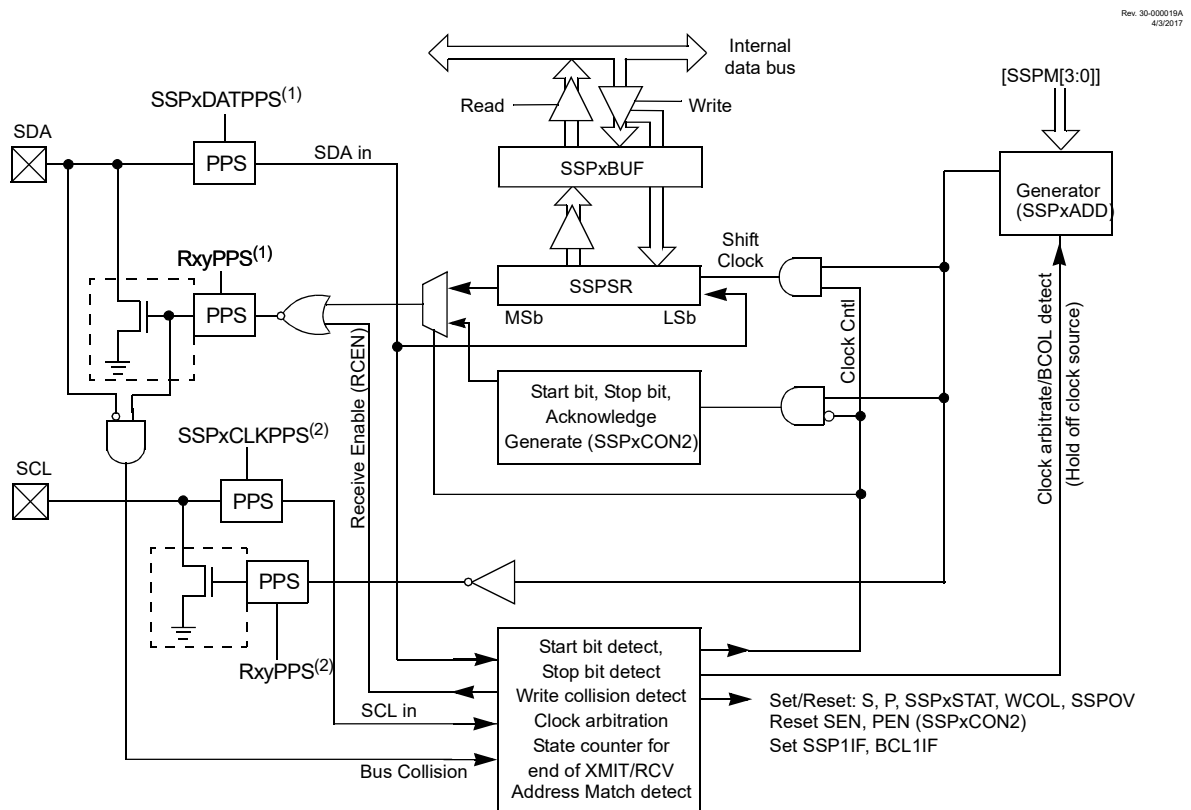 Rev. 30-000019A
4/3/2017
Internal
data bus
[SSPM[3:0]]
Read
Write
SSPxDATPPS(1)
SDA
PPS
SDA in
SSPxBUF
Generator
(SSPxADD)
RxyPPS(1)
Shift
Clock
PPS
SSPSR
MSb
LSb
Clock Cntl
Receive Enable (RCEN)
Clock arbitrate/BCOL detect
(Hold off clock source)
Start bit, Stop bit,
Acknowledge
Generate (SSPxCON2)
SSPxCLKPPS(2)
SCL
PPS
PPS
RxyPPS(2)
SCL in
Bus Collision
Start bit detect,
Stop bit detect
Write collision detect
Clock arbitration
State counter for
end of XMIT/RCV
Address Match detect
Set/Reset: S, P, SSPxSTAT, WCOL, SSPOV
Reset SEN, PEN (SSPxCON2)
Set SSP1IF, BCL1IF